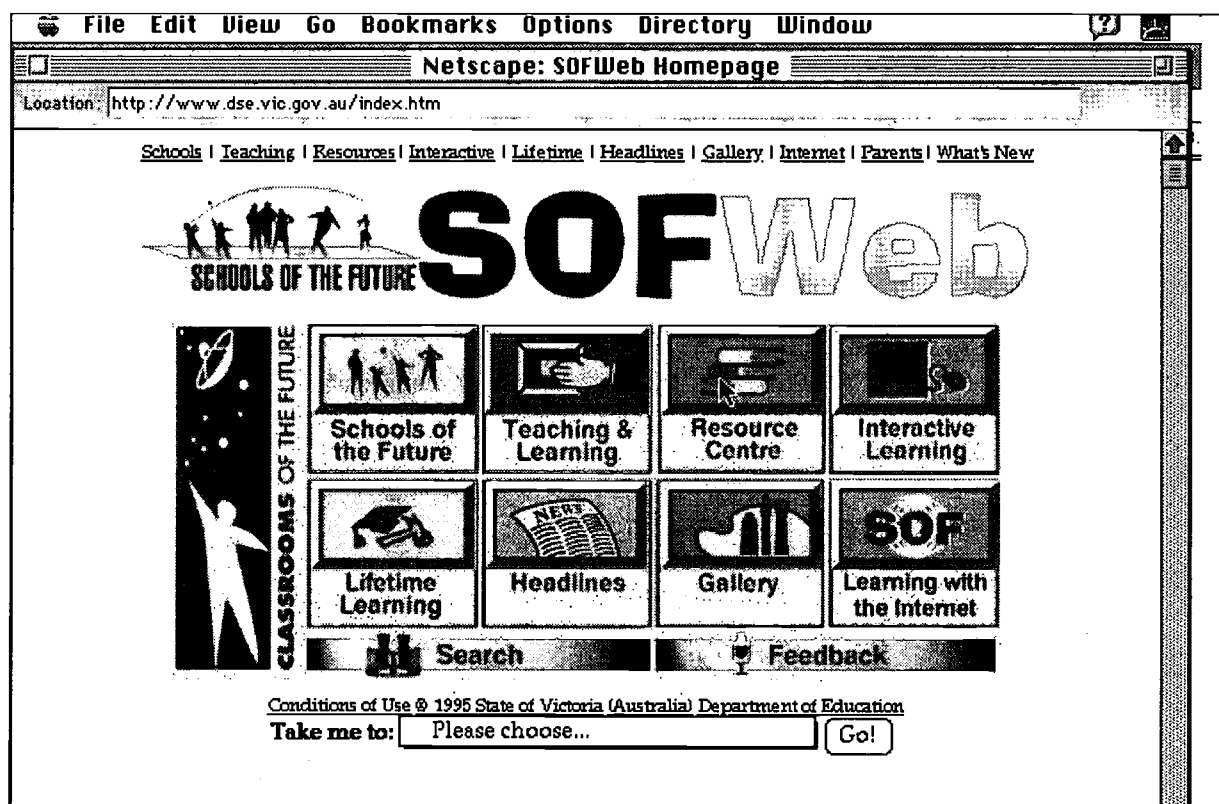 File Edit View Go Bookmarks Options Directory Window
Netscape: SOFWeb Homepage
Location: http://www.dse.vic.gov.au/index.htm
Schools | Teaching | Resources | Interactive | Lifetime | Headlines | Gallery | Internet | Parents | What's New
SCHOOLS OF THE FUTURE
SOFWeb
CLASSROOMS OF THE FUTURE
Schools of
the Future
Teaching &
Learning
Resource
Centre
Interactive
Learning
Lifetime
Learning
NEWS
Headlines
Gallery
SOF
Learning with
the Internet
Search
Feedback
Conditions of Use © 1995 State of Victoria (Australia) Department of Education
Take me to: Please choose... Go!